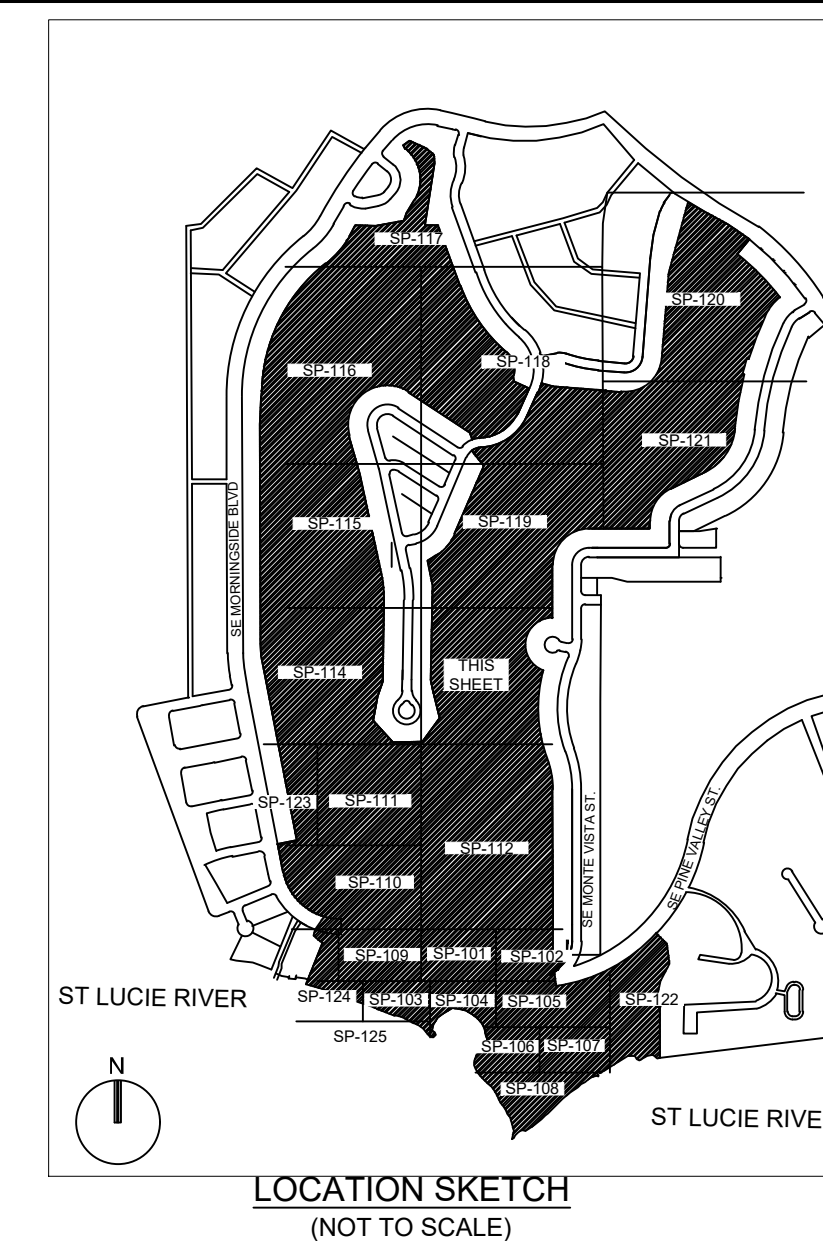 SP-117
SP-120
SP-118
SP-116
SP-121
SE MORNINGSIDE BLVD
SP-115
SP-119
SP-114
THIS
SHEET
SP-123
SP-111
SE MONTE VISTA ST.
SE PINE VALLEY ST.
SP-112
SP-110
SP-109
SP-101
SP-102
ST LUCIE RIVER
SP-124
SP-103
SP-104
SP-105
SP-122
SP-125
SP-106
SP-107
N
SP-108
ST LUCIE RIVE
LOCATION SKETCH
(NOT TO SCALE)